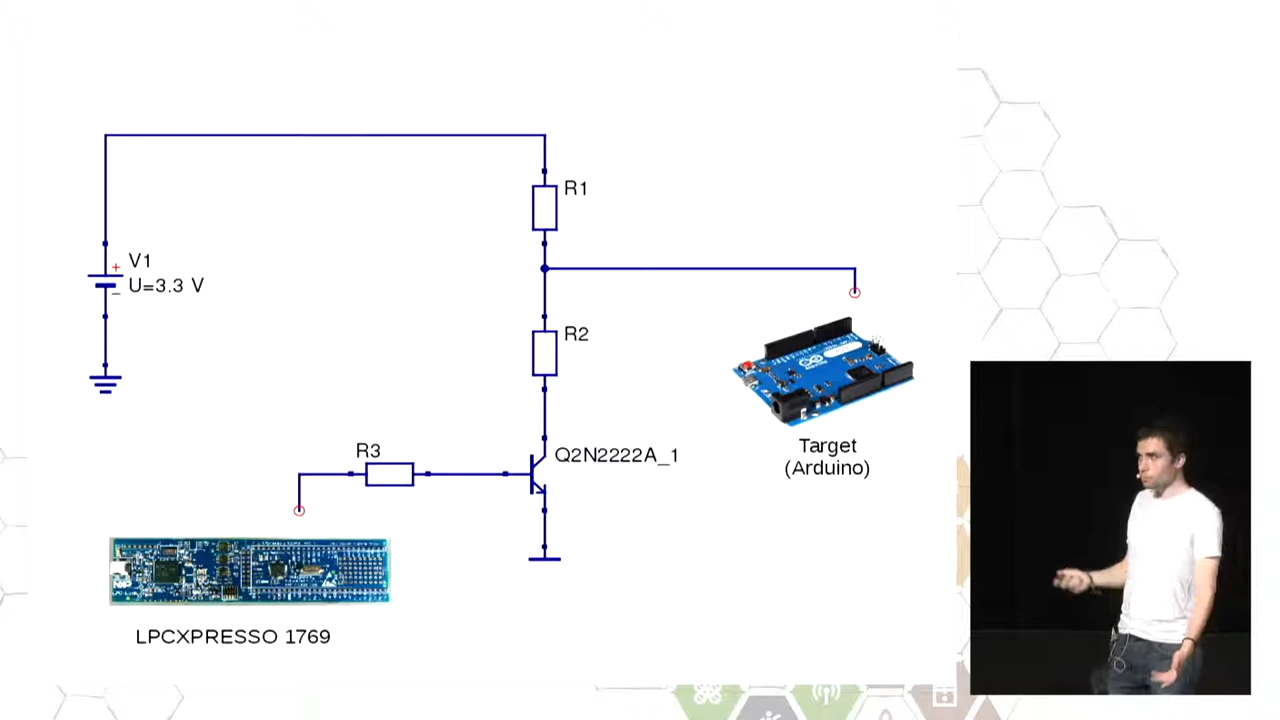 R1
V1
U=3.3 V
R2
R3
Q2N2222A_1
Target
(Arduino)
LPCXPRESSO 1769